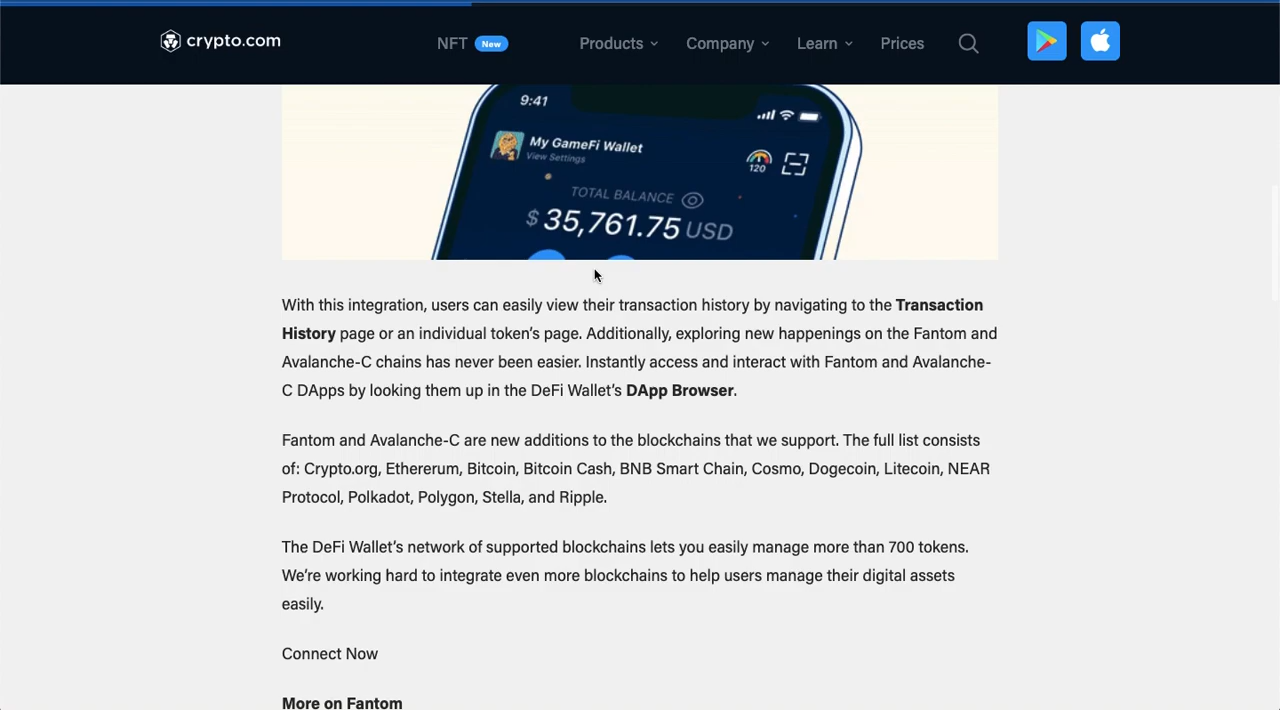 crypto.com
NFT New Products Company Learn Prices
9:41
My GameFi Wallet
View Settings
120
TOTAL BALANCE
$ 35,761.75 USD
With this integration, users can easily view their transaction history by navigating to the Transaction
History page or an individual token's page. Additionally, exploring new happenings on the Fantom and
Avalanche-C chains has never been easier. Instantly access and interact with Fantom and Avalanche-
C DApps by looking them up in the DeFi Wallet's DApp Browser.
Fantom and Avalanche-C are new additions to the blockchains that we support. The full list consists
of: Crypto.org, Ethererum, Bitcoin, Bitcoin Cash, BNB Smart Chain, Cosmo, Dogecoin, Litecoin, NEAR
Protocol, Polkadot, Polygon, Stella, and Ripple.
The DeFi Wallet's network of supported blockchains lets you easily manage more than 700 tokens.
We're working hard to integrate even more blockchains to help users manage their digital assets
easily.
Connect Now
More on Fantom